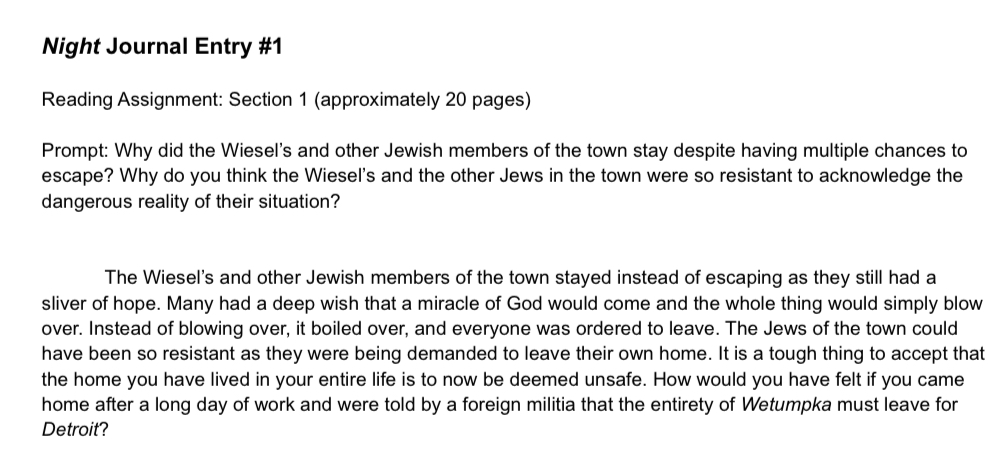 Night Journal Entry #1
Reading Assignment: Section 1 (approximately 20 pages)
Prompt: Why did the Wiesel’s and other Jewish members of the town stay despite having multiple chances to
escape? Why do you think the Wiesel’s and the other Jews in the town were so resistant to acknowledge the
dangerous reality of their situation?
The Wiesel’s and other Jewish members of the town stayed instead of escaping as they still had a
sliver of hope. Many had a deep wish that a miracle of God would come and the whole thing would simply blow
over. Instead of blowing over, it boiled over, and everyone was ordered to leave. The Jews of the town could
have been so resistant as they were being demanded to leave their own home. It is a tough thing to accept that
the home you have lived in your entire life is to now be deemed unsafe. How would you have felt if you came
home after a long day of work and were told by a foreign militia that the entirety of Wetumpka must leave for
Detroit?